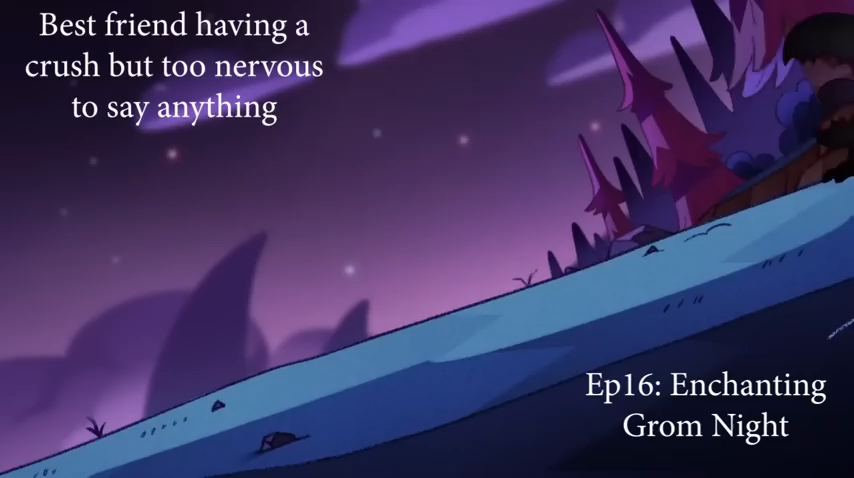 Best friend having a
crush but too nervous
to say anything
Ep16: Enchanting
Grom Night